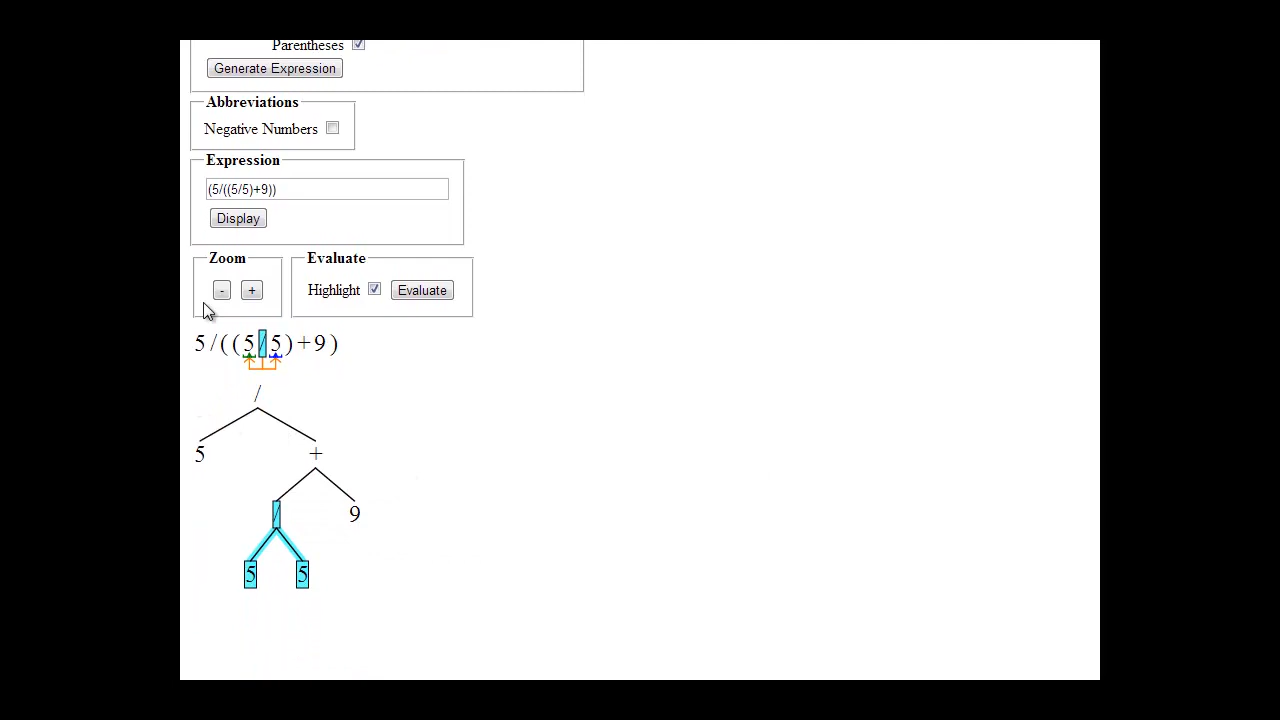 Parentheses
Generate Expression
Abbreviations
Negative Numbers
Expression
(5/((5/5)+9))
Display
Zoom Evaluate
- + Highlight Evaluate
5/((5/5)+9)
/
5 +
/ 9
5 5